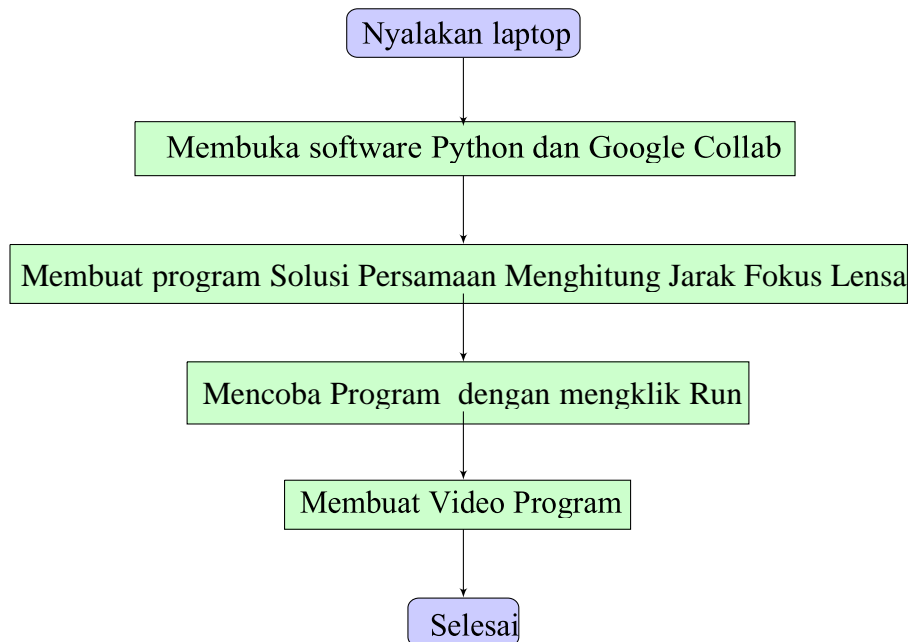 Nyalakan laptop
Membuka software Python dan Google Collab
Membuat program Solusi Persamaan Menghitung Jarak Fokus Lensa
Mencoba Program dengan mengklik Run
Membuat Video Program
Selesai